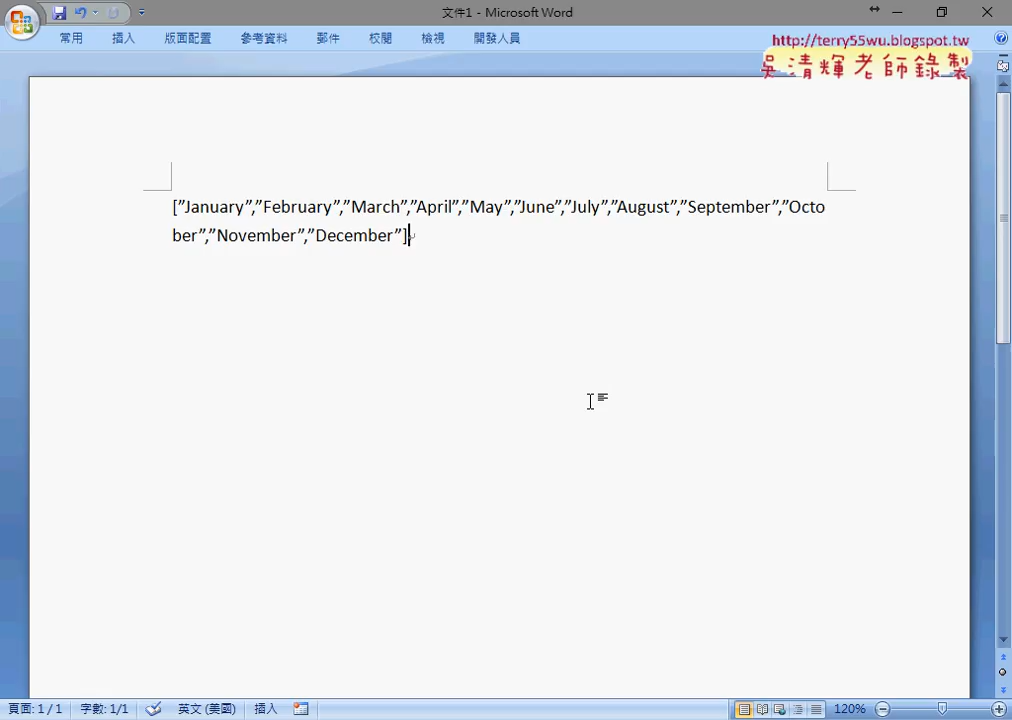 文件1 - Microsoft Word
常用 插入 版面配置 參考資料 郵件 校閱 檢視 開發人員
http://terry55wu.blogspot.tw
吳清輝老師錄製
["January”,”February”,”March”,”April”,”May”,”June”,”July”,”August”,”September”,”Octo
ber”,”November”,”December”]
頁面: 1 / 1 字數: 1/1 英文 (美國) 插入 120%